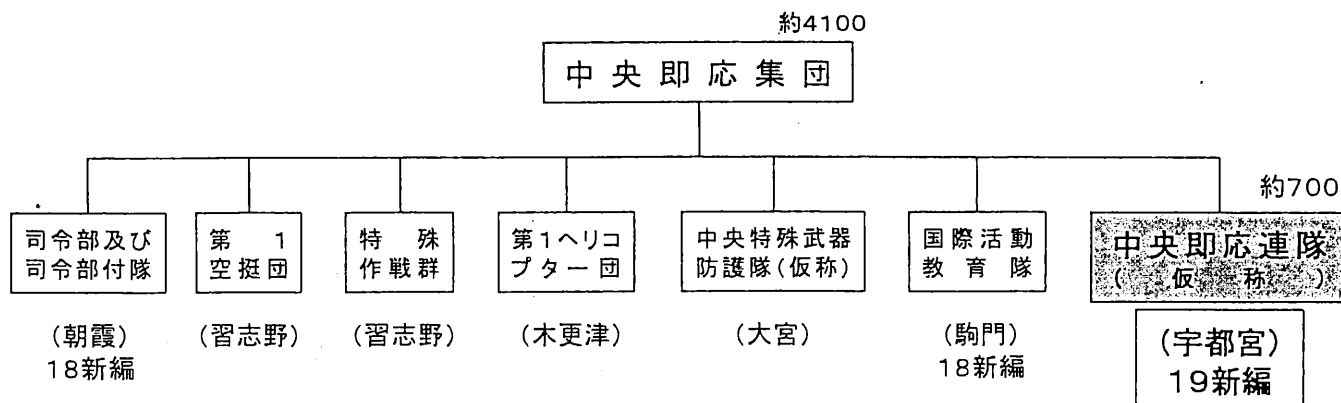 約4100
中央即応集団
約700
司令部及び
司令部付隊
(朝霞)
18新編
第1
空挺団
(習志野)
特殊
作戦群
(習志野)
第1ヘリコ
プター団
(木更津)
中央特殊武器
防護隊(仮称)
(大宮)
国際活動
教育隊
(駒門)
18新編
中央即応連隊
(仮称)
(宇都宮)
19新編